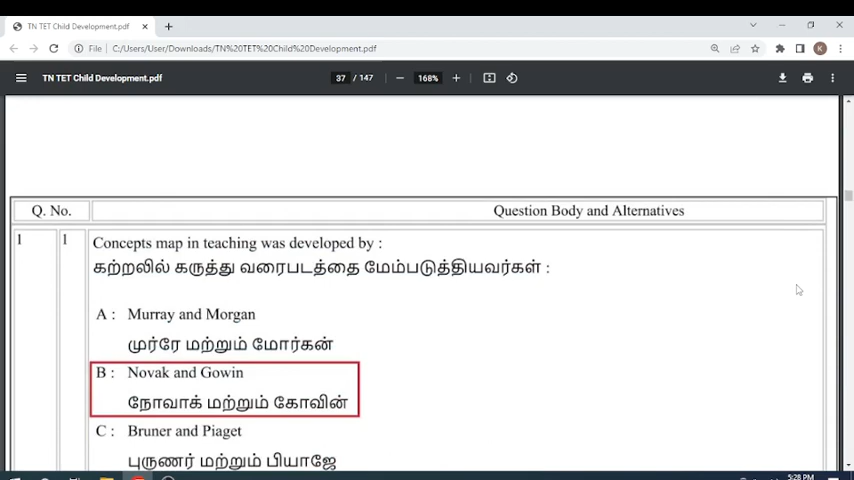 TN TET Child Development.pdf
File C:/Users/User/Downloads/TN%20TET%20Child%20Development.pdf
K
TN TET Child Development.pdf
37 / 147
168%
Q. No. Question Body and Alternatives
1 I Concepts map in teaching was developed by :
கற்றலில் கருத்து வரைபடத்தை மேம்படுத்தியவர்கள் :
A : Murray and Morgan
முர்ரே மற்றும் மோர்கன்
B : Novak and Gowin
நோவாக் மற்றும் கோவின்
C : Bruner and Piaget
புருணர் மற்றும் பியாஜே
5:28 PM